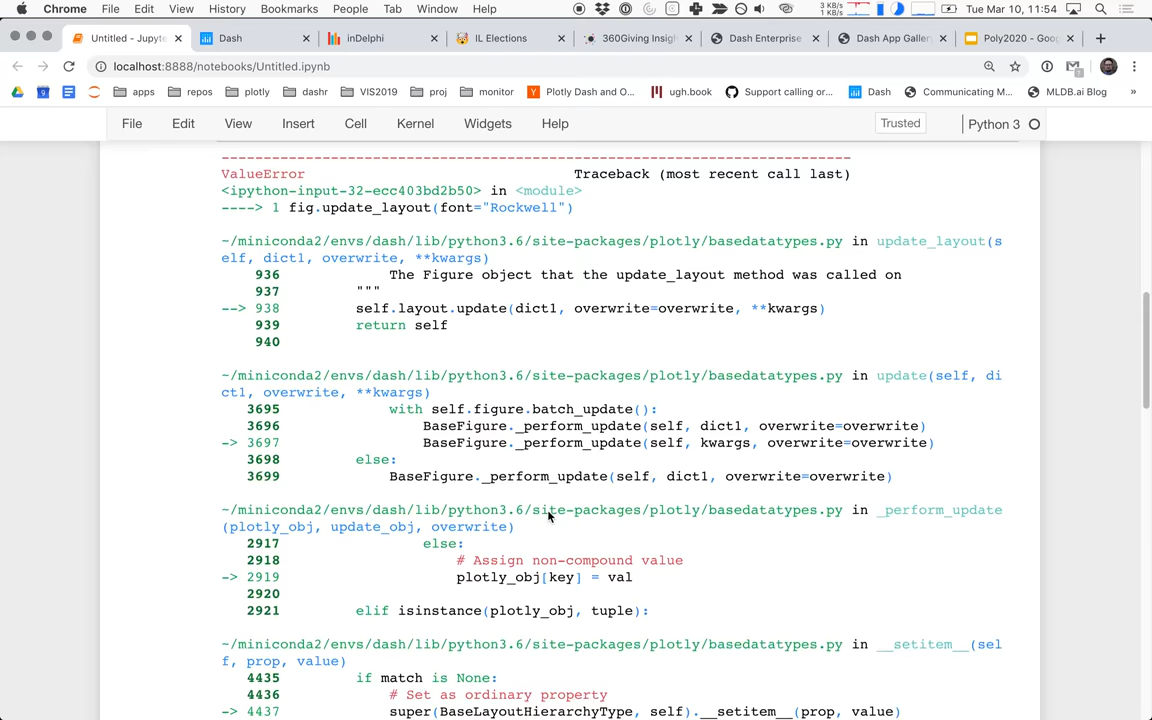 Chrome File Edit View History Bookmarks People Tab Window Help 3 KB/s 1 KB/s Tue Mar 10, 11:54
Untitled - Jupyte Dash inDelphi IL Elections 360Giving Insigh Dash Enterprise Dash App Gallery Poly2020 - Goog
localhost:8888/notebooks/Untitled.ipynb
apps repos plotly dashr VIS2019 proj monitor Plotly Dash and O... ugh.book Support calling or... Dash Communicating M... MLDB.ai Blog »
File Edit View Insert Cell Kernel Widgets Help Trusted Python 3
---------------------------------------------------------------------------
ValueError Traceback (most recent call last)
<ipython-input-32-ecc403bd2b50> in <module>
----> 1 fig.update_layout(font="Rockwell")
~/miniconda2/envs/dash/lib/python3.6/site-packages/plotly/basedatatypes.py in update_layout(s
elf, dict1, overwrite, **kwargs)
936 The Figure object that the update_layout method was called on
937 """
--> 938 self.layout.update(dict1, overwrite=overwrite, **kwargs)
939 return self
940
~/miniconda2/envs/dash/lib/python3.6/site-packages/plotly/basedatatypes.py in update(self, di
ct1, overwrite, **kwargs)
3695 with self.figure.batch_update():
3696 BaseFigure._perform_update(self, dict1, overwrite=overwrite)
-> 3697 BaseFigure._perform_update(self, kwargs, overwrite=overwrite)
3698 else:
3699 BaseFigure._perform_update(self, dict1, overwrite=overwrite)
~/miniconda2/envs/dash/lib/python3.6/site-packages/plotly/basedatatypes.py in _perform_update
(plotly_obj, update_obj, overwrite)
2917 else:
2918 # Assign non-compound value
-> 2919 plotly_obj[key] = val
2920
2921 elif isinstance(plotly_obj, tuple):
~/miniconda2/envs/dash/lib/python3.6/site-packages/plotly/basedatatypes.py in __setitem__(sel
f, prop, value)
4435 if match is None:
4436 # Set as ordinary property
-> 4437 super(BaseLayoutHierarchyType, self).__setitem__(prop, value)